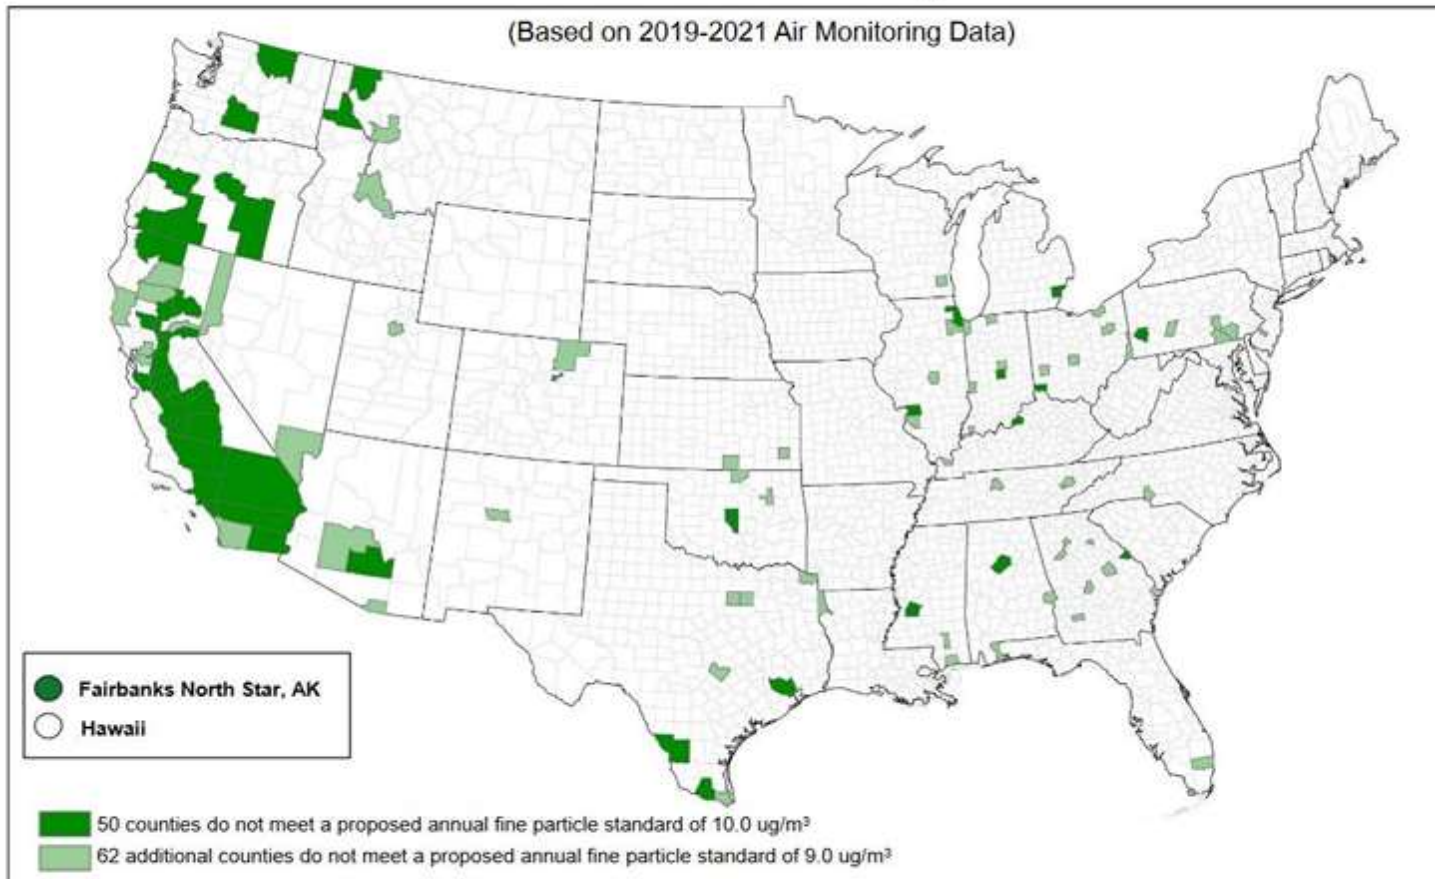 (Based on 2019-2021 Air Monitoring Data)
Fairbanks North Star, AK
Hawaii
50 counties do not meet a proposed annual fine particle standard of 10.0 ug/m³
62 additional counties do not meet a proposed annual fine particle standard of 9.0 ug/m³